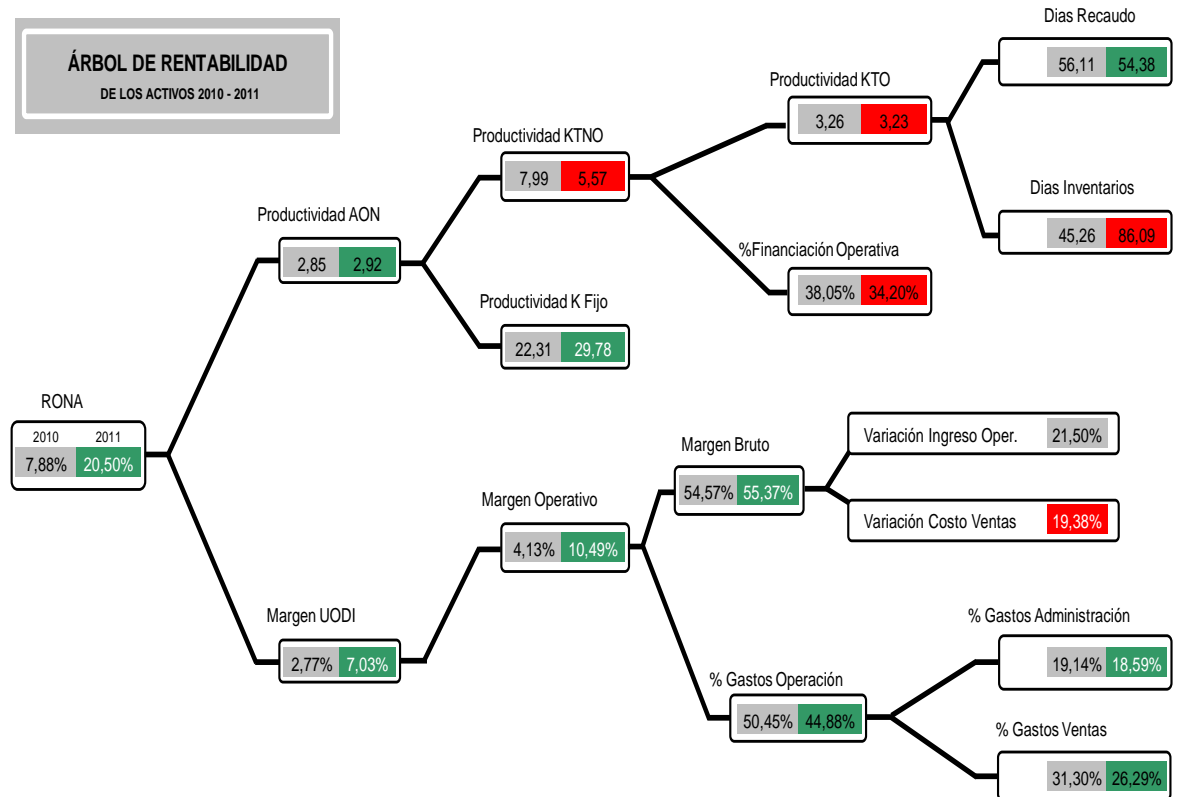 ÁRBOL DE RENTABILIDAD
DE LOS ACTIVOS 2010 - 2011
Dias Recaudo
56,11 54,38
Productividad KTO
3,26 3,23
Productividad KTNO
7,99 5,57
Dias Inventarios
45,26 86,09
Productividad AON
2,85 2,92
%Financiación Operativa
38,05% 34,20%
Productividad K Fijo
22,31 29,78
RONA
2010 2011
7,88% 20,50%
Margen Bruto
54,57% 55,37%
Variación Ingreso Oper. 21,50%
Variación Costo Ventas 19,38%
Margen Operativo
4,13% 10,49%
Margen UODI
2,77% 7,03%
% Gastos Operación
50,45% 44,88%
% Gastos Administración
19,14% 18,59%
% Gastos Ventas
31,30% 26,29%